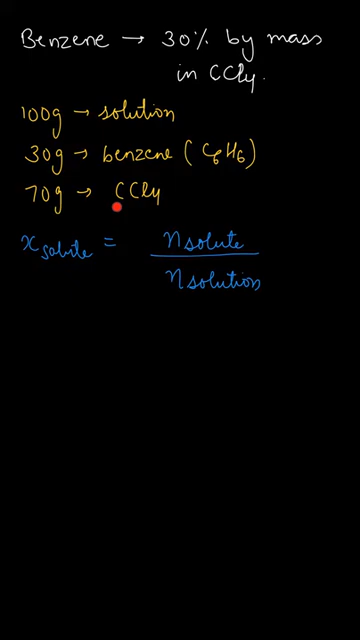 Benzene → 30% by mass
in CCl4.
100g → solution
30g → benzene (C6H6)
70g → CCl4
x solute = n solute / n solution